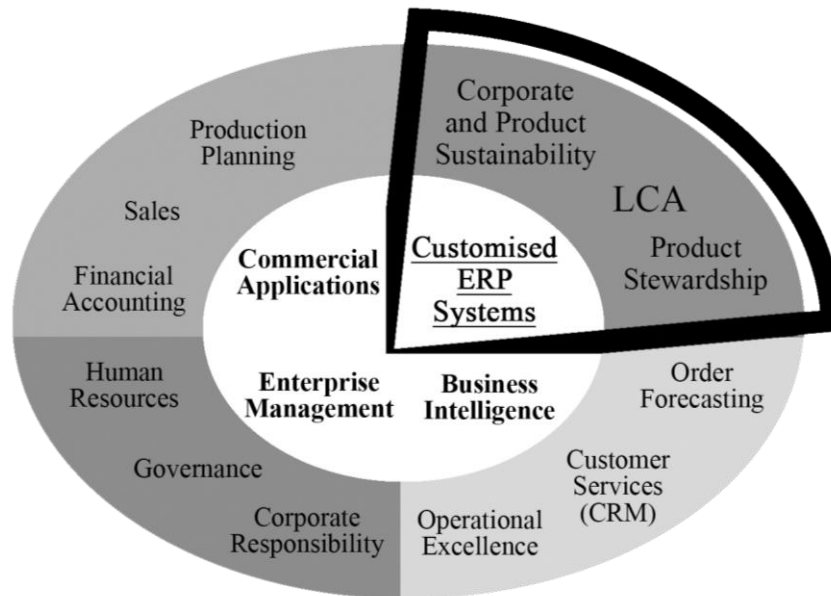 Corporate
and Product
Sustainability
LCA
Product
Stewardship
Production
Planning
Sales
Financial
Accounting
Commercial
Applications
Customised
ERP
Systems
Enterprise
Management
Business
Intelligence
Human
Resources
Governance
Corporate
Responsibility
Order
Forecasting
Customer
Services
(CRM)
Operational
Excellence